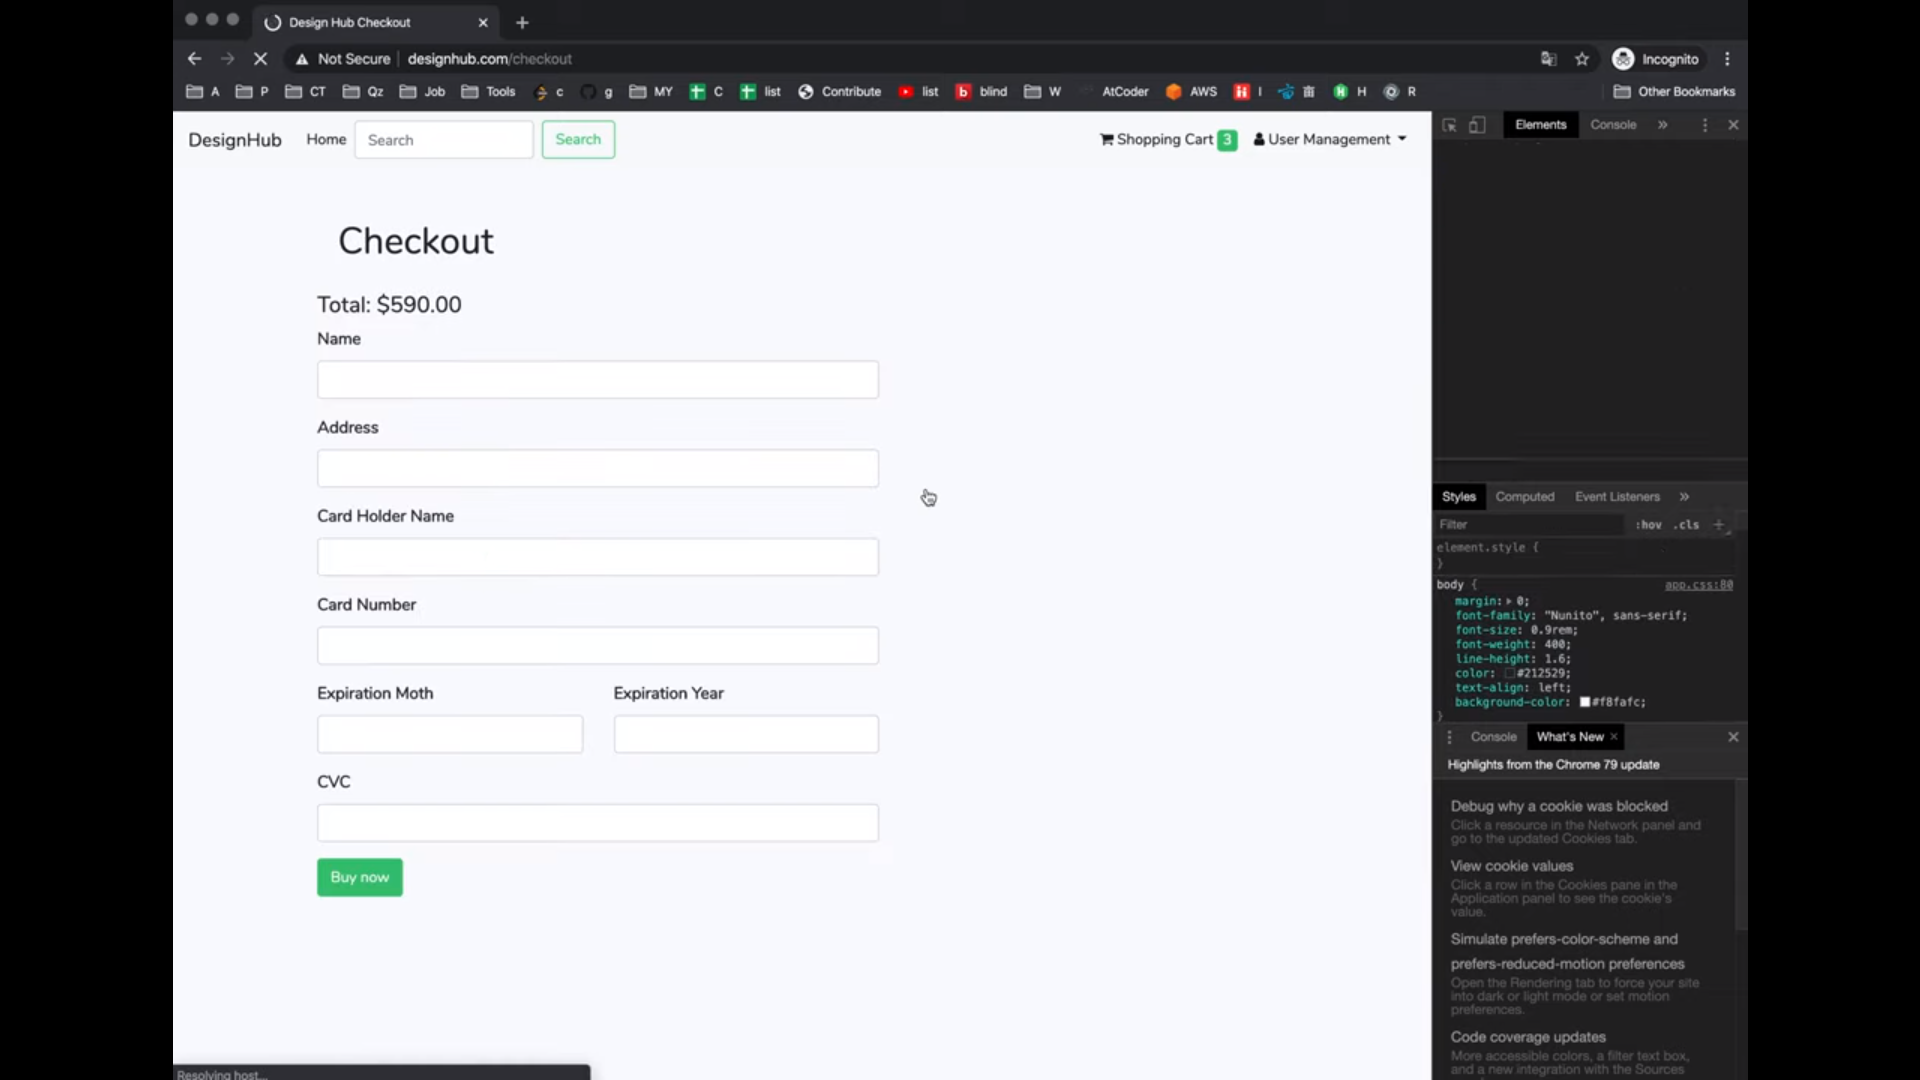 Design Hub Checkout
Not Secure designhub.com/checkout Incognito
A P CT Qz Job Tools c g MY C list Contribute list blind W AtCoder AWS I 亩 H R Other Bookmarks
DesignHub Home Search Search Shopping Cart 3 User Management
Elements Console »
Checkout
Total: $590.00
Name
Address
Card Holder Name
Card Number
Expiration Moth Expiration Year
CVC
Buy now
Resolving host...
Styles Computed Event Listeners »
Filter :hov .cls +
element.style {
}
body { app.css:80
margin: 0;
font-family: "Nunito", sans-serif;
font-size: 0.9rem;
font-weight: 400;
line-height: 1.6;
color: #212529;
text-align: left;
background-color: #f8fafc;
}
Console What's New
Highlights from the Chrome 79 update
Debug why a cookie was blocked
Click a resource in the Network panel and
go to the updated Cookies tab.
View cookie values
Click a row in the Cookies pane in the
Application panel to see the cookie's
value.
Simulate prefers-color-scheme and
prefers-reduced-motion preferences
Open the Rendering tab to force your site
into dark or light mode or set motion
preferences.
Code coverage updates
More accessible colors, a filter text box,
and a new integration with the Sources